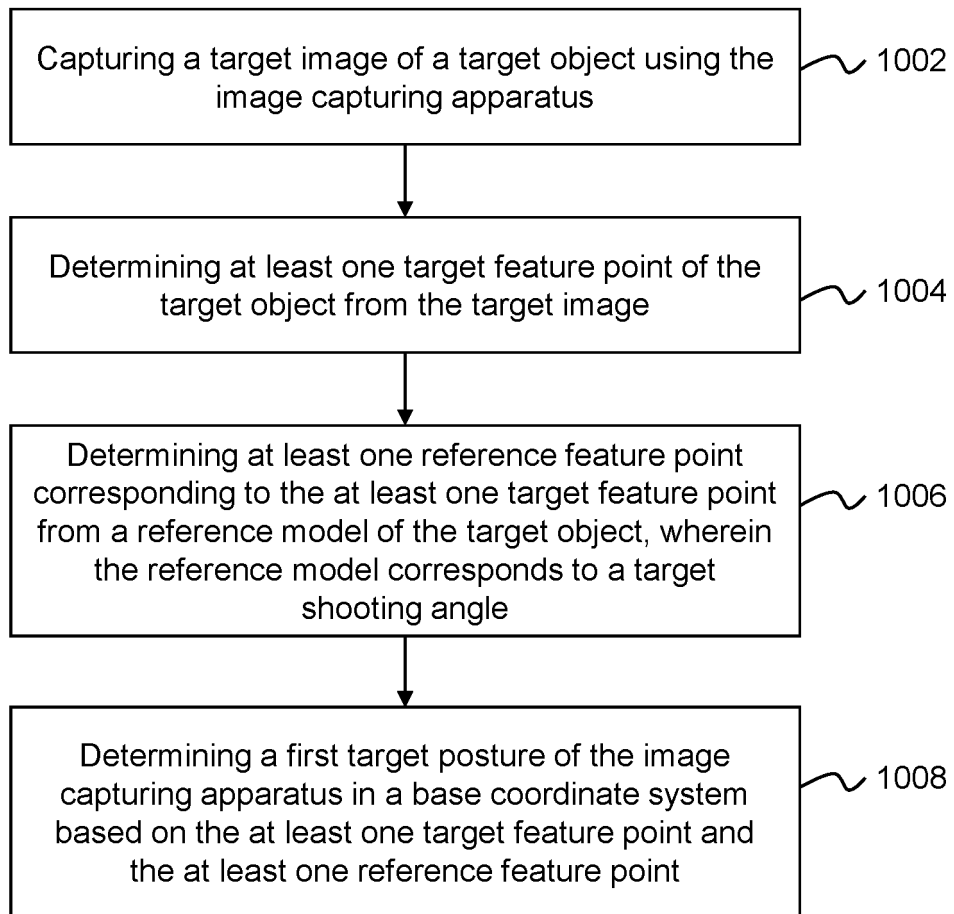 Capturing a target image of a target object using the
image capturing apparatus
1002
Determining at least one target feature point of the
target object from the target image
1004
Determining at least one reference feature point
corresponding to the at least one target feature point
from a reference model of the target object, wherein
the reference model corresponds to a target
shooting angle
1006
Determining a first target posture of the image
capturing apparatus in a base coordinate system
based on the at least one target feature point and
the at least one reference feature point
1008